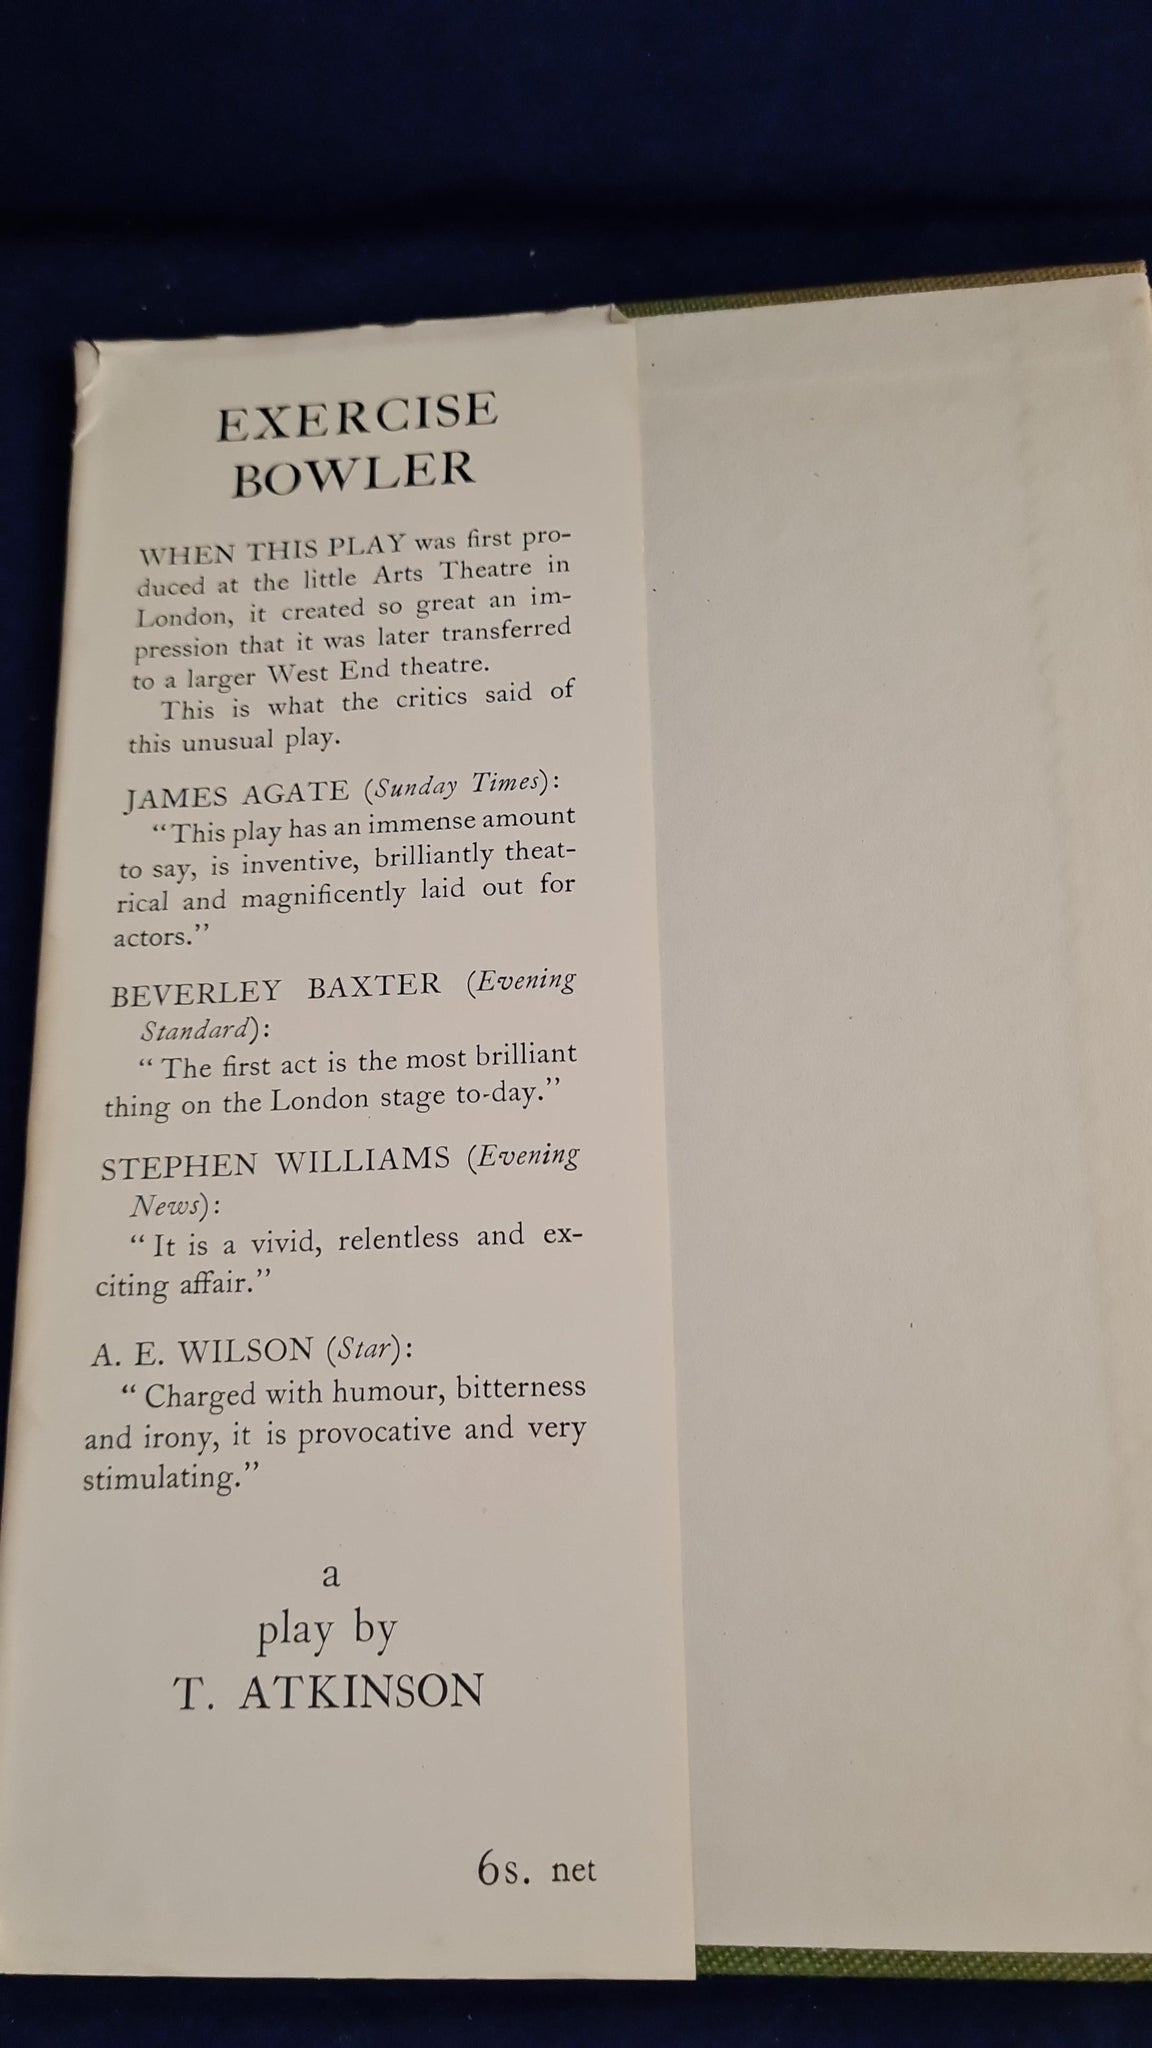 EXERCISE
BOWLER
WHEN THIS PLAY was first pro-
duced at the little Arts Theatre in
London, it created so great an im-
pression that it was later transferred
to a larger West End theatre.
This is what the critics said of
this unusual play.
JAMES AGATE (Sunday Times):
"This play has an immense amount
to say, is inventive, brilliantly theat-
rical and magnificently laid out for
actors."
BEVERLEY BAXTER (Evening
Standard):
"The first act is the most brilliant
thing on the London stage to-day."
STEPHEN WILLIAMS (Evening
News):
"It is a vivid, relentless and ex-
citing affair."
A. E. WILSON (Star):
"Charged with humour, bitterness
and irony, it is provocative and very
stimulating."
a
play by
T. ATKINSON
6s. net